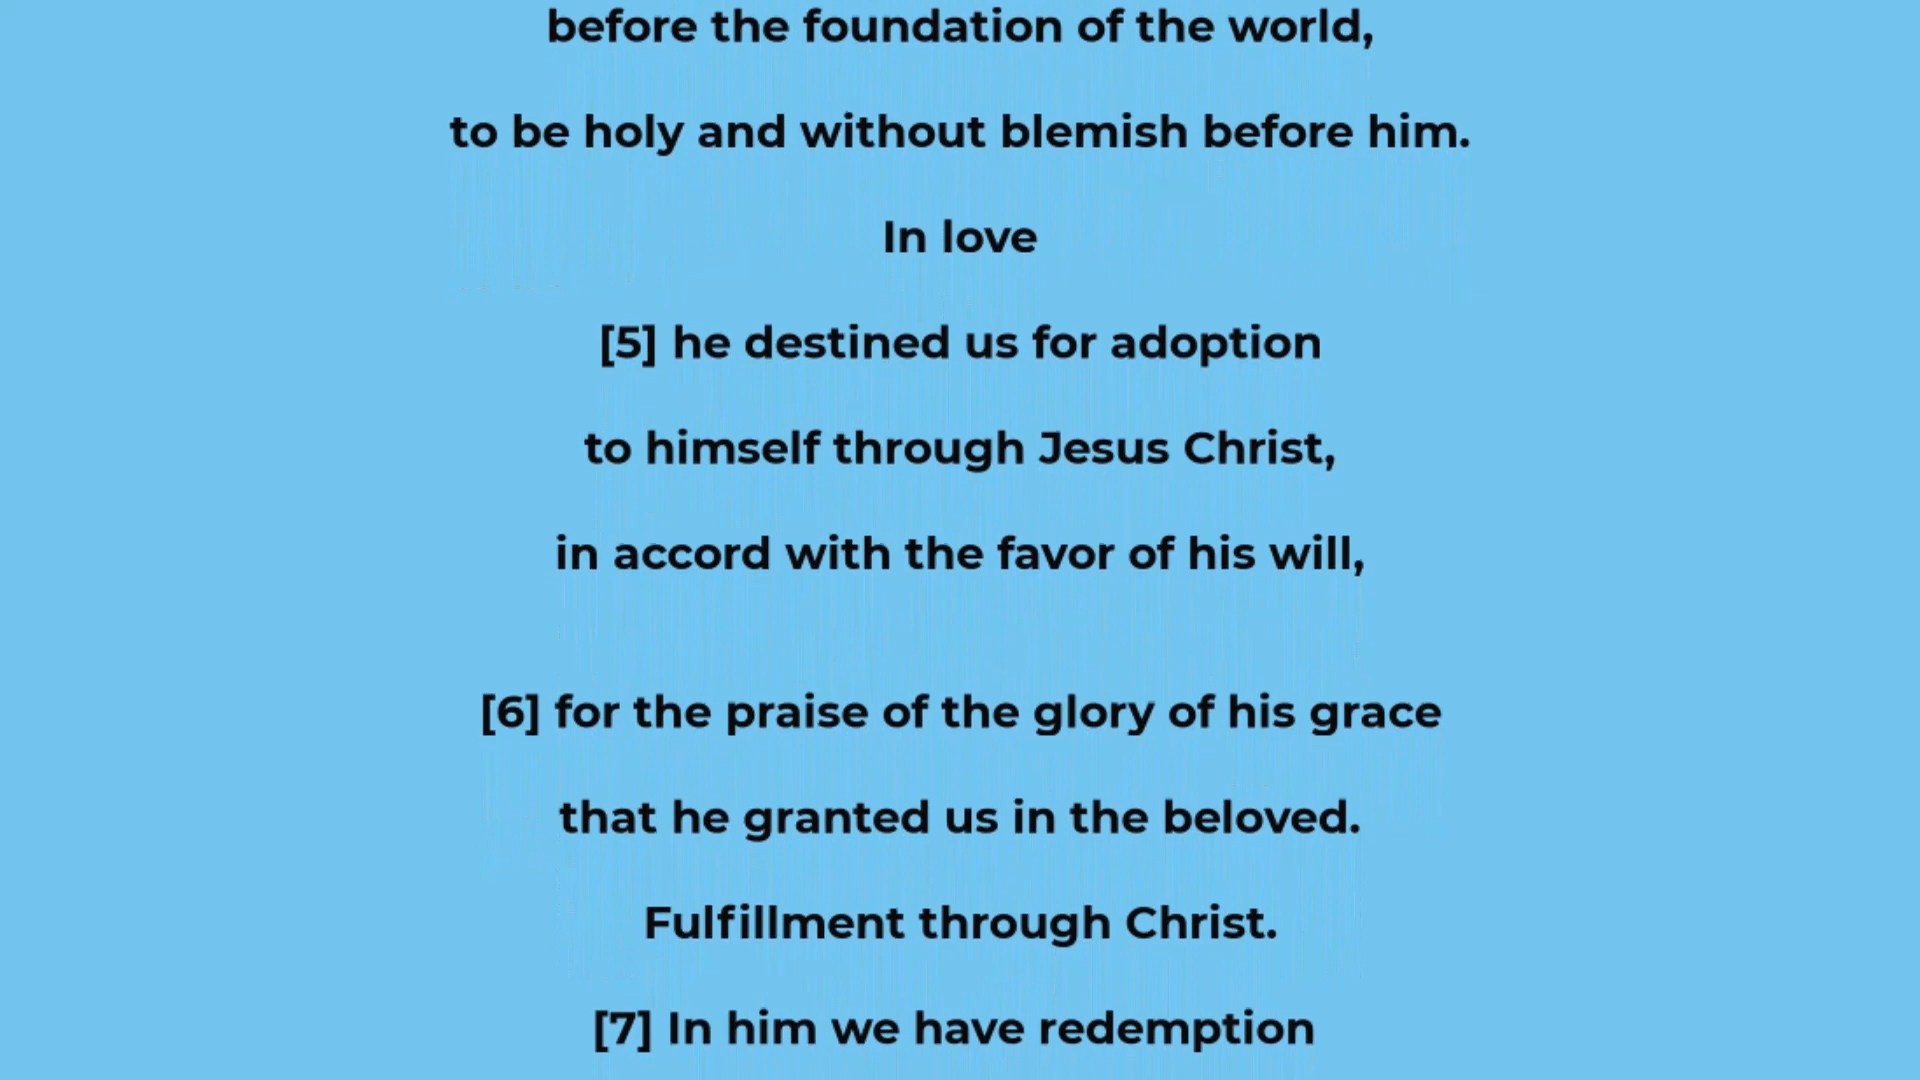 before the foundation of the world,
to be holy and without blemish before him.
In love
[5] he destined us for adoption
to himself through Jesus Christ,
in accord with the favor of his will,
[6] for the praise of the glory of his grace
that he granted us in the beloved.
Fulfillment through Christ.
[7] In him we have redemption